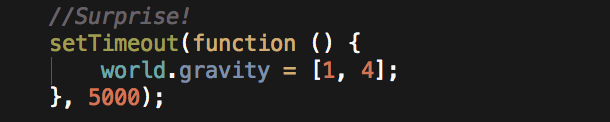 //Surprise!
setTimeout(function () {
    world.gravity = [1, 4];
}, 5000);